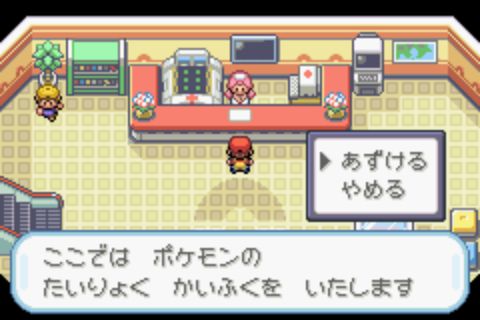 あずける
やめる
ここでは　ポケモンの
たいりょく　かいふくを　いたします